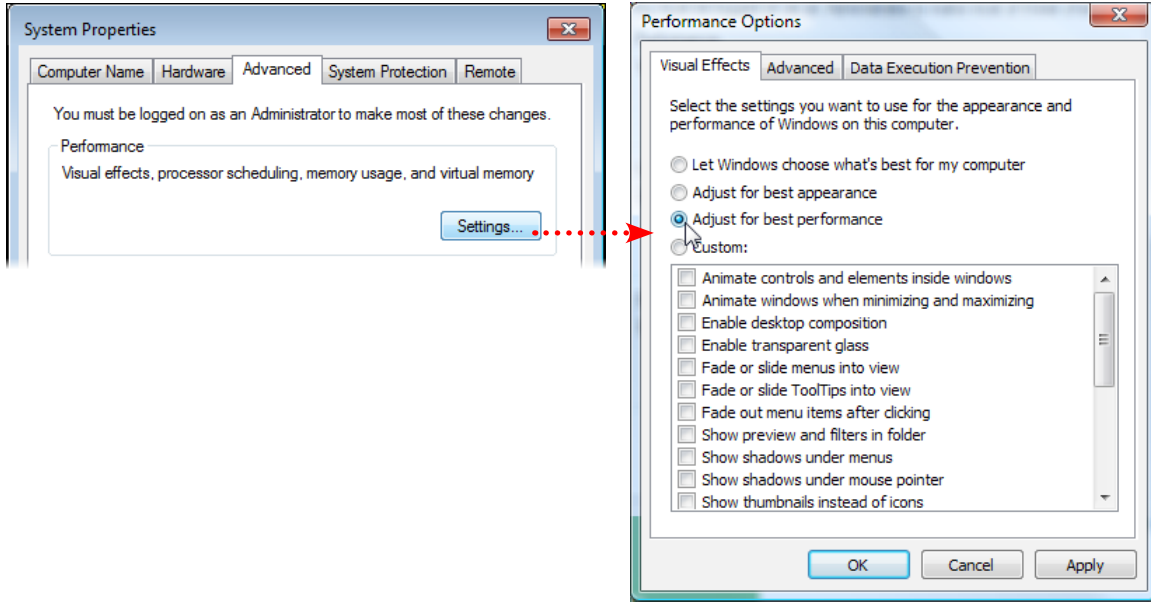 System Properties
Computer Name Hardware Advanced System Protection Remote
You must be logged on as an Administrator to make most of these changes.
Performance
Visual effects, processor scheduling, memory usage, and virtual memory
Settings...
Performance Options
Visual Effects Advanced Data Execution Prevention
Select the settings you want to use for the appearance and
performance of Windows on this computer.
Let Windows choose what's best for my computer
Adjust for best appearance
Adjust for best performance
Custom:
Animate controls and elements inside windows
Animate windows when minimizing and maximizing
Enable desktop composition
Enable transparent glass
Fade or slide menus into view
Fade or slide ToolTips into view
Fade out menu items after clicking
Show preview and filters in folder
Show shadows under menus
Show shadows under mouse pointer
Show thumbnails instead of icons
OK Cancel Apply